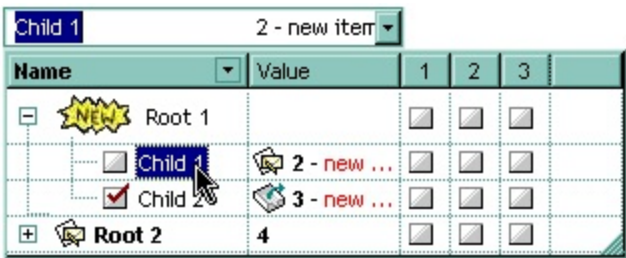 Child 1 2 - new item
Name Value 1 2 3
NEW Root 1
Child 1 2 - new ...
Child 2 3 - new ...
Root 2 4